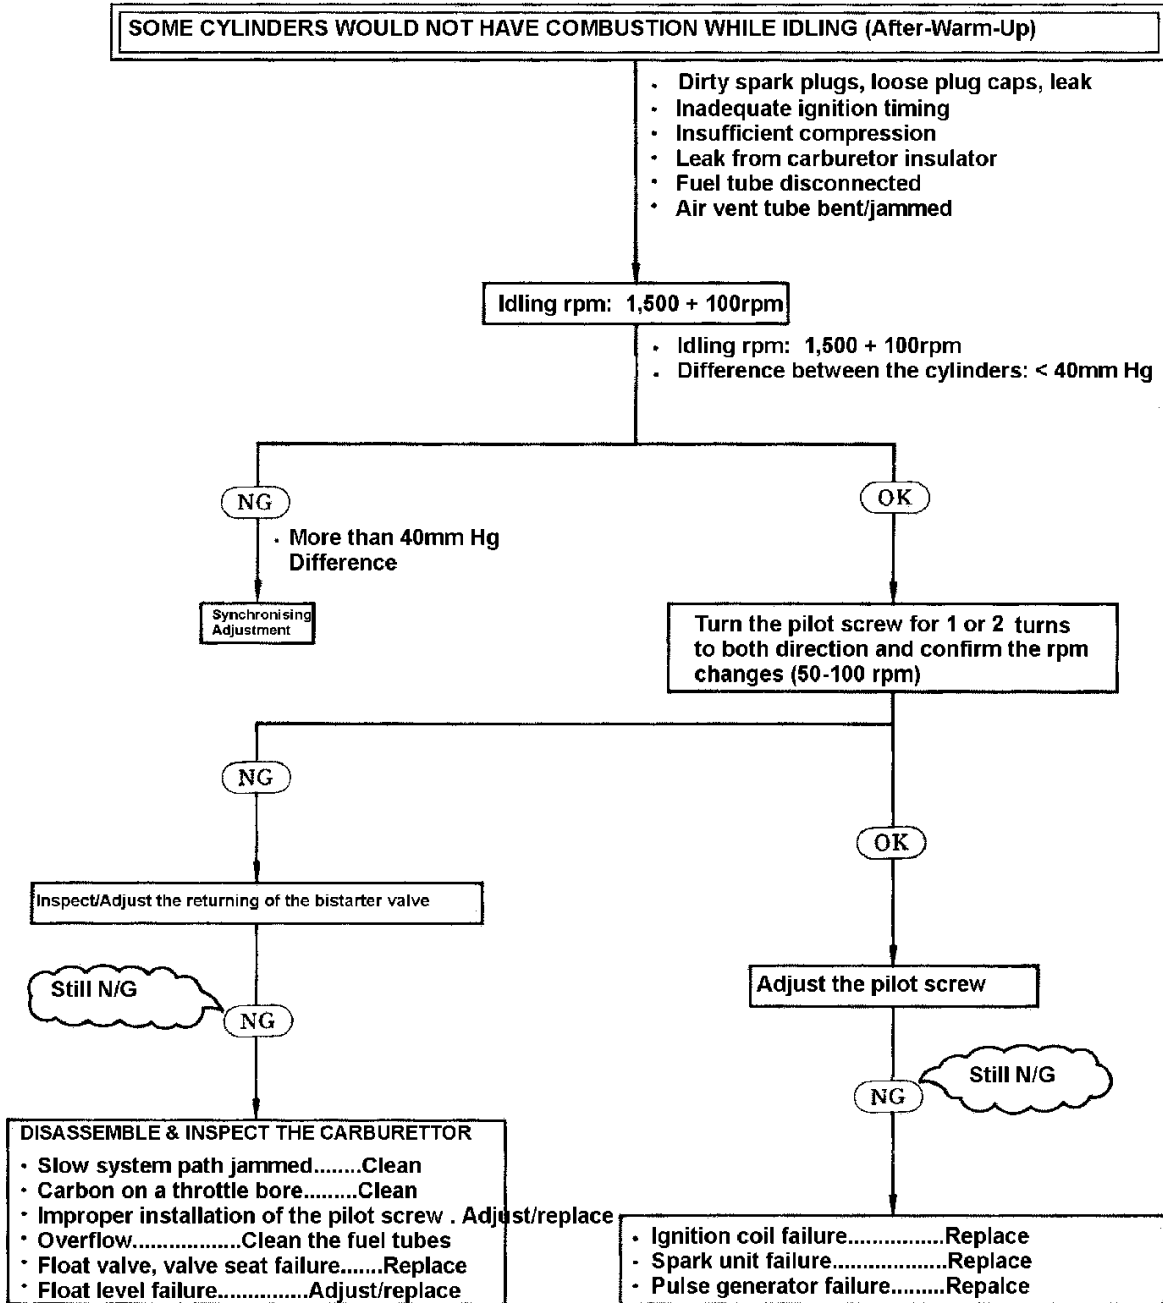 SOME CYLINDERS WOULD NOT HAVE COMBUSTION WHILE IDLING (After-Warm-Up)
· Dirty spark plugs, loose plug caps, leak
· Inadequate ignition timing
· Insufficient compression
· Leak from carburetor insulator
· Fuel tube disconnected
· Air vent tube bent/jammed
Idling rpm: 1,500 + 100rpm
· Idling rpm: 1,500 + 100rpm
· Difference between the cylinders: < 40mm Hg
NG
OK
· More than 40mm Hg
Difference
Synchronising
Adjustment
Turn the pilot screw for 1 or 2 turns
to both direction and confirm the rpm
changes (50-100 rpm)
NG
OK
Inspect/Adjust the returning of the bistarter valve
Still N/G
NG
Adjust the pilot screw
Still N/G
NG
DISASSEMBLE & INSPECT THE CARBURETTOR
· Slow system path jammed........Clean
· Carbon on a throttle bore.........Clean
· Improper installation of the pilot screw . Adjust/replace
· Overflow..................Clean the fuel tubes
· Float valve, valve seat failure.......Replace
· Float level failure...............Adjust/replace
· Ignition coil failure................Replace
· Spark unit failure...................Replace
· Pulse generator failure.........Repalce